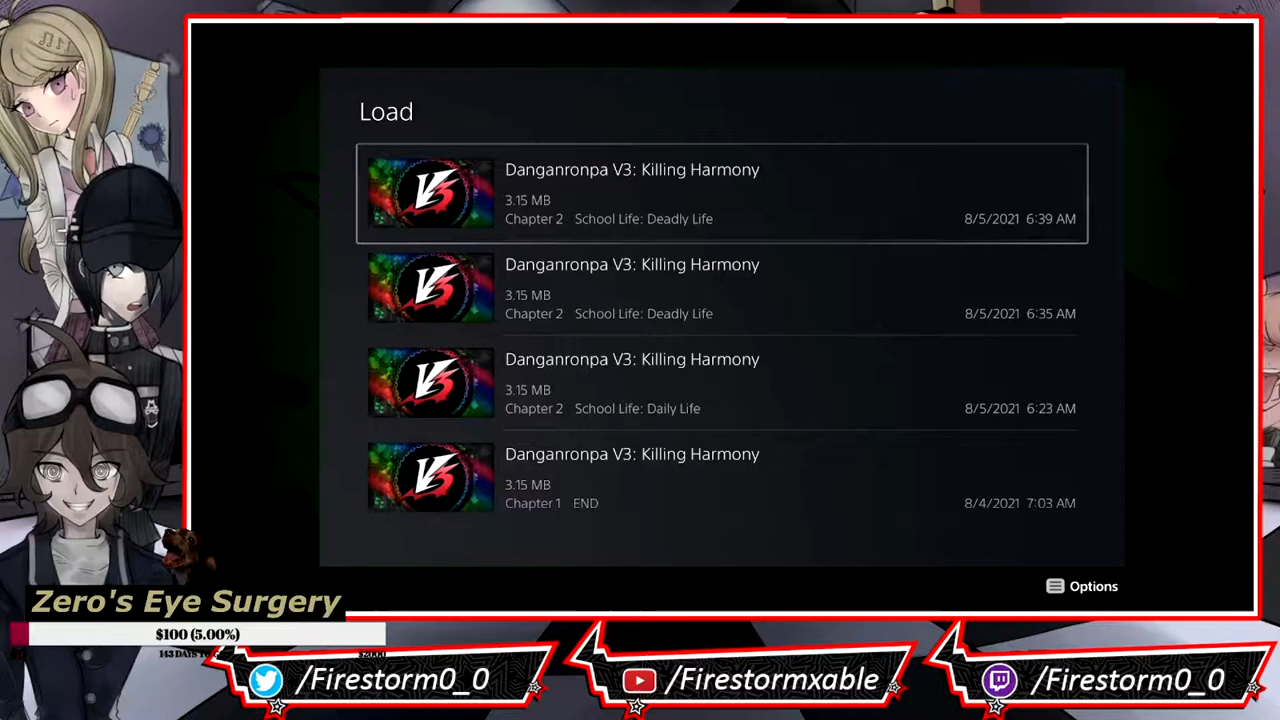 Load
Danganronpa V3: Killing Harmony
3.15 MB
Chapter 2 School Life: Deadly Life 8/5/2021 6:39 AM
Danganronpa V3: Killing Harmony
3.15 MB
Chapter 2 School Life: Deadly Life 8/5/2021 6:35 AM
Danganronpa V3: Killing Harmony
3.15 MB
Chapter 2 School Life: Daily Life 8/5/2021 6:23 AM
Danganronpa V3: Killing Harmony
3.15 MB
Chapter 1 END 8/4/2021 7:03 AM
Options
Zero's Eye Surgery
$100 (5.00%)
143 DAYS TO $2000
/Firestorm0_0 /Firestormxable /Firestorm0_0